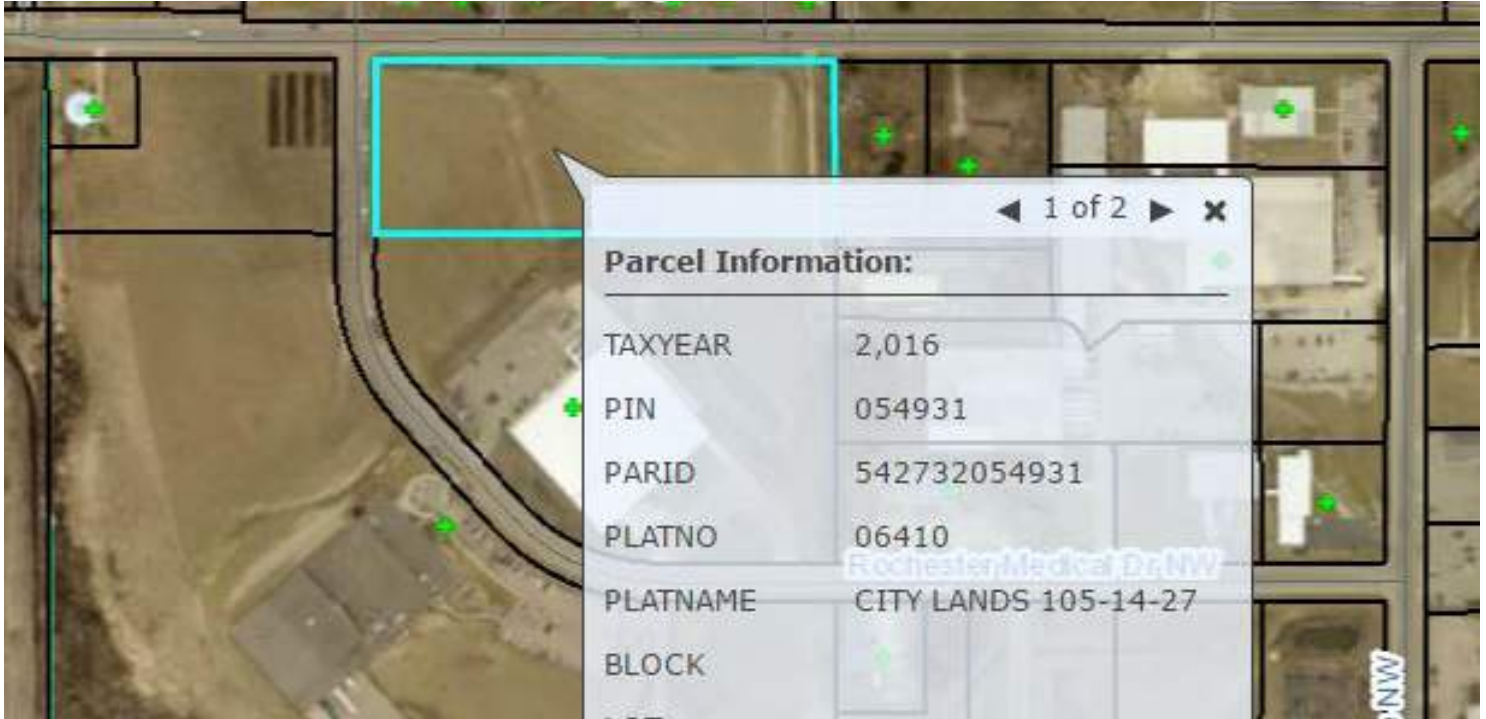 ◀ 1 of 2 ▶ ✖
Parcel Information:
TAXYEAR 2,016
PIN 054931
PARID 542732054931
PLATNO 06410
Rochester Medical Dr NW
PLATNAME CITY LANDS 105-14-27
BLOCK
NW